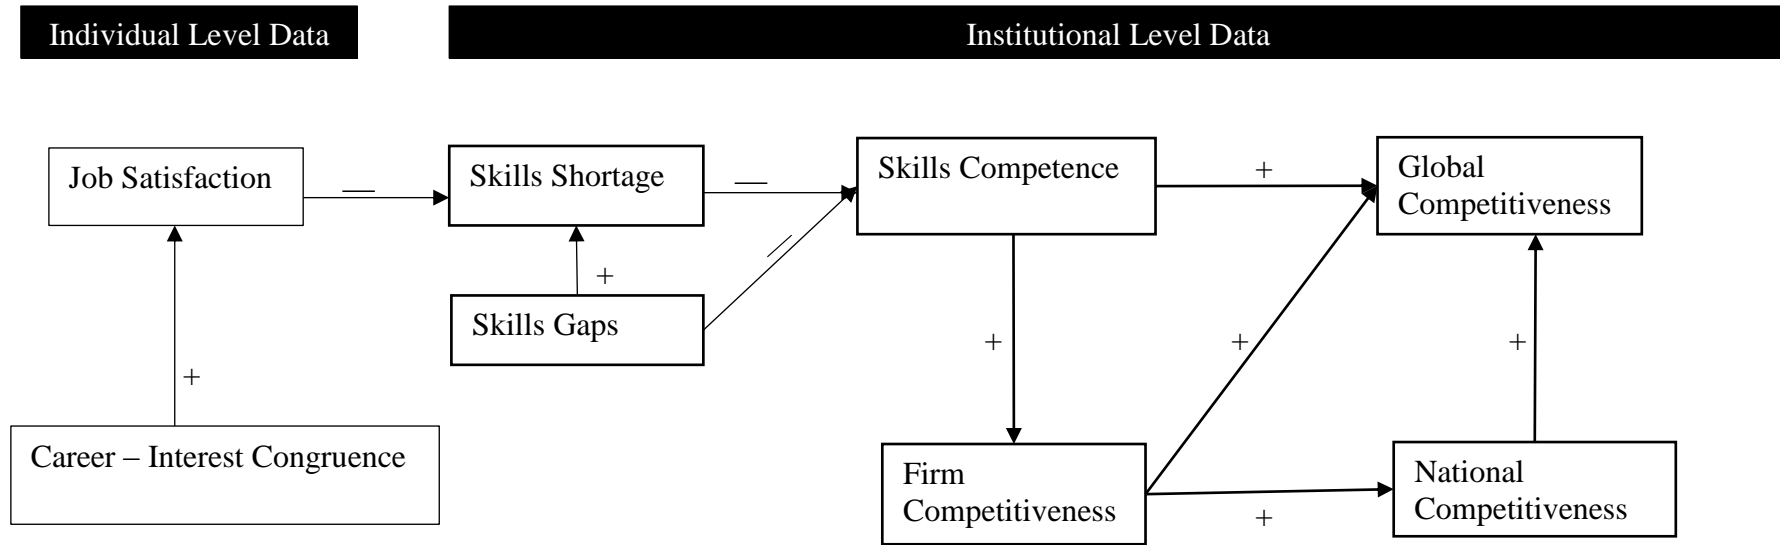 Individual Level Data
Institutional Level Data
Job Satisfaction
—
Skills Shortage
—
Skills Competence
+
Global
Competitiveness
—
+
Skills Gaps
+
+
+
+
Career – Interest Congruence
Firm
Competitiveness
+
National
Competitiveness